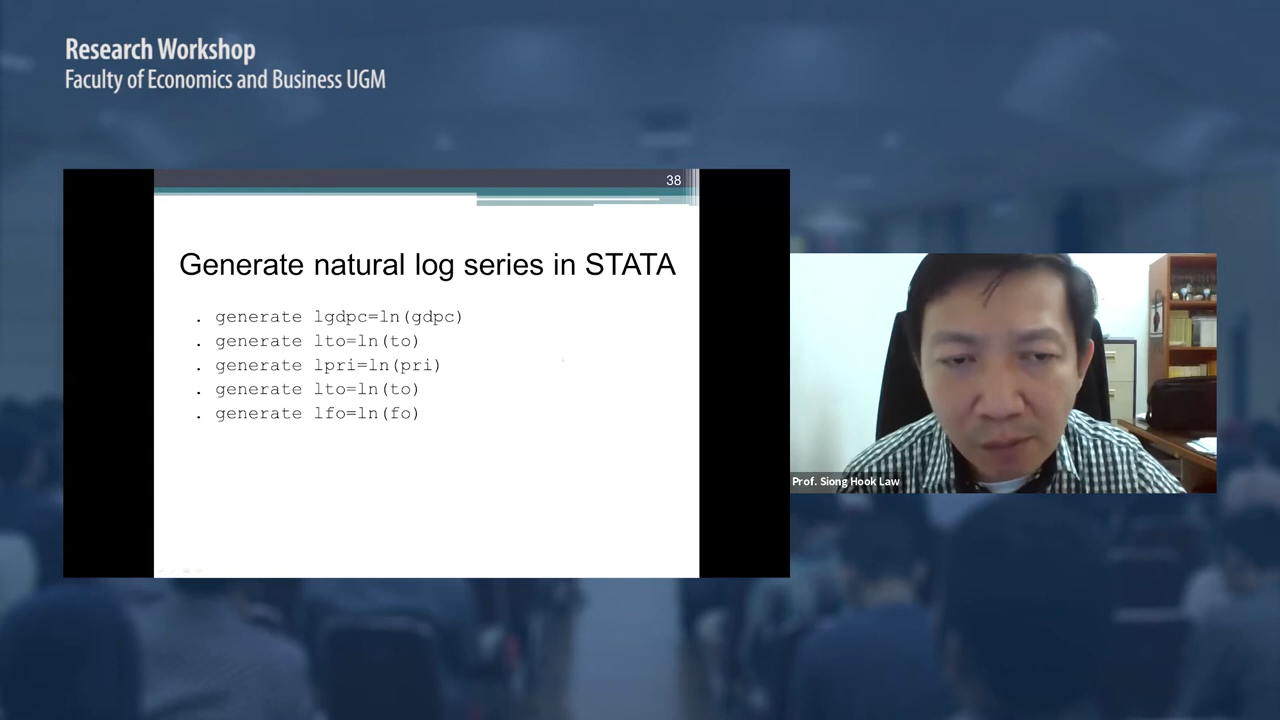 Research Workshop
Faculty of Economics and Business UGM
38
Generate natural log series in STATA
. generate lgdpc=ln(gdpc)
. generate lto=ln(to)
. generate lpri=ln(pri)
. generate lto=ln(to)
. generate lfo=ln(fo)
Prof. Siong Hook Law